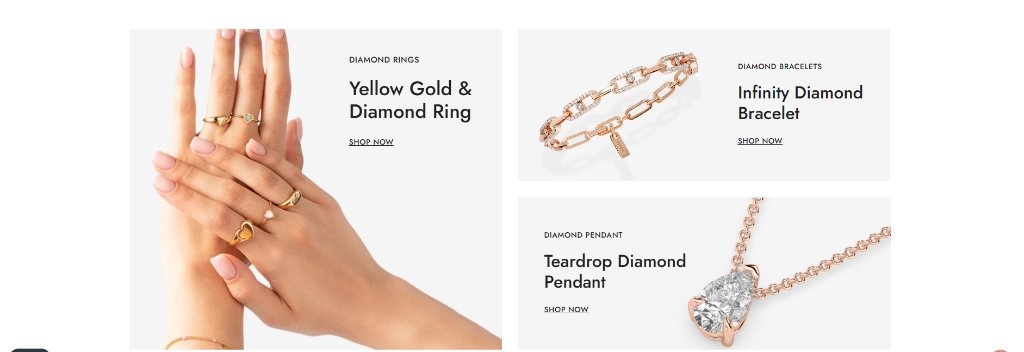 DIAMOND RINGS
Yellow Gold &
Diamond Ring
SHOP NOW
DIAMOND BRACELETS
Infinity Diamond
Bracelet
SHOP NOW
DIAMOND PENDANT
Teardrop Diamond
Pendant
SHOP NOW